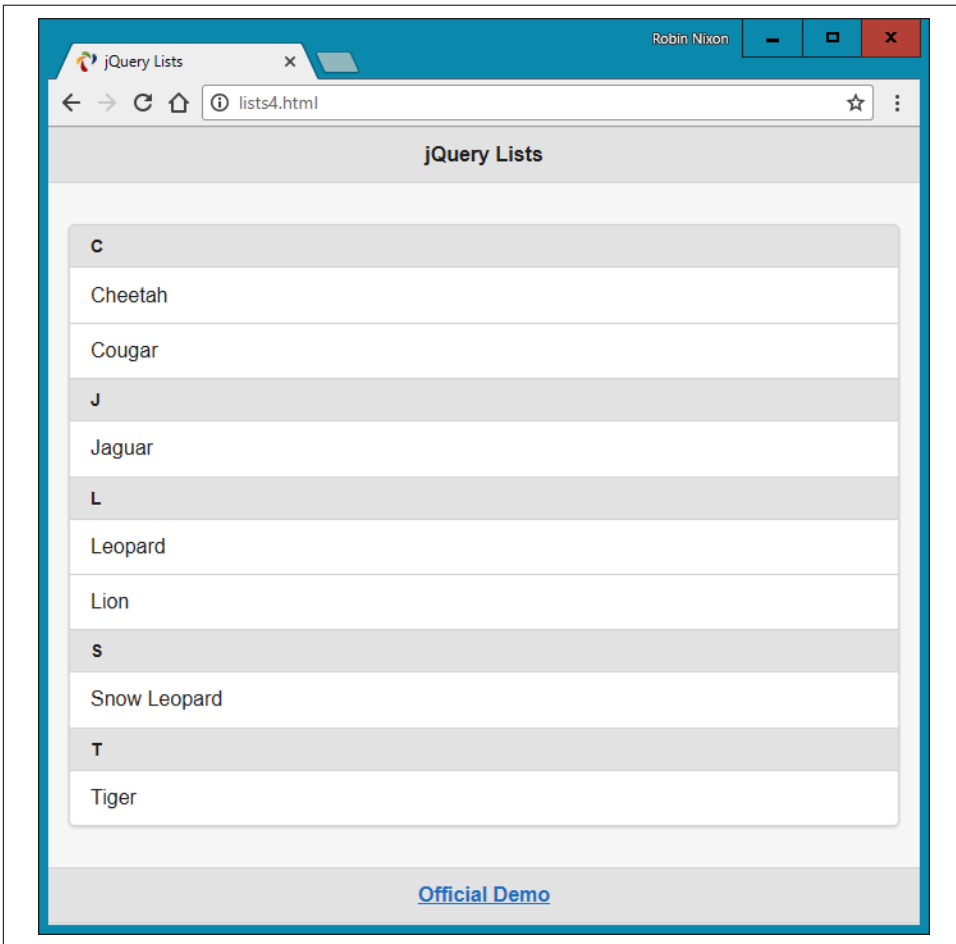 Robin Nixon
jQuery Lists
lists4.html
jQuery Lists
C
Cheetah
Cougar
J
Jaguar
L
Leopard
Lion
S
Snow Leopard
T
Tiger
Official Demo